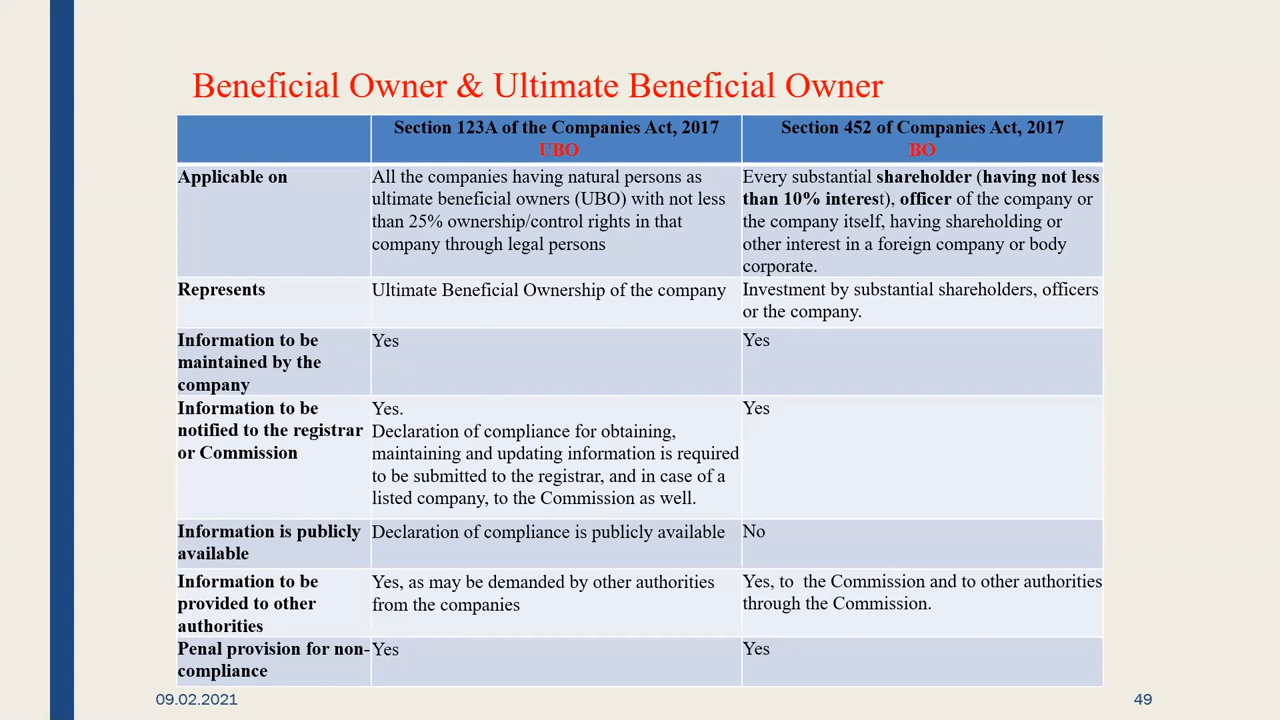 Beneficial Owner & Ultimate Beneficial Owner
Section 123A of the Companies Act, 2017
UBO
Section 452 of Companies Act, 2017
BO
Applicable on
All the companies having natural persons as
ultimate beneficial owners (UBO) with not less
than 25% ownership/control rights in that
company through legal persons
Every substantial shareholder (having not less
than 10% interest), officer of the company or
the company itself, having shareholding or
other interest in a foreign company or body
corporate.
Represents
Ultimate Beneficial Ownership of the company
Investment by substantial shareholders, officers
or the company.
Information to be
maintained by the
company
Yes
Yes
Information to be
notified to the registrar
or Commission
Yes.
Declaration of compliance for obtaining,
maintaining and updating information is required
to be submitted to the registrar, and in case of a
listed company, to the Commission as well.
Yes
Information is publicly
available
Declaration of compliance is publicly available
No
Information to be
provided to other
authorities
Yes, as may be demanded by other authorities
from the companies
Yes, to the Commission and to other authorities
through the Commission.
Penal provision for non-
compliance
Yes
Yes
09.02.2021
49